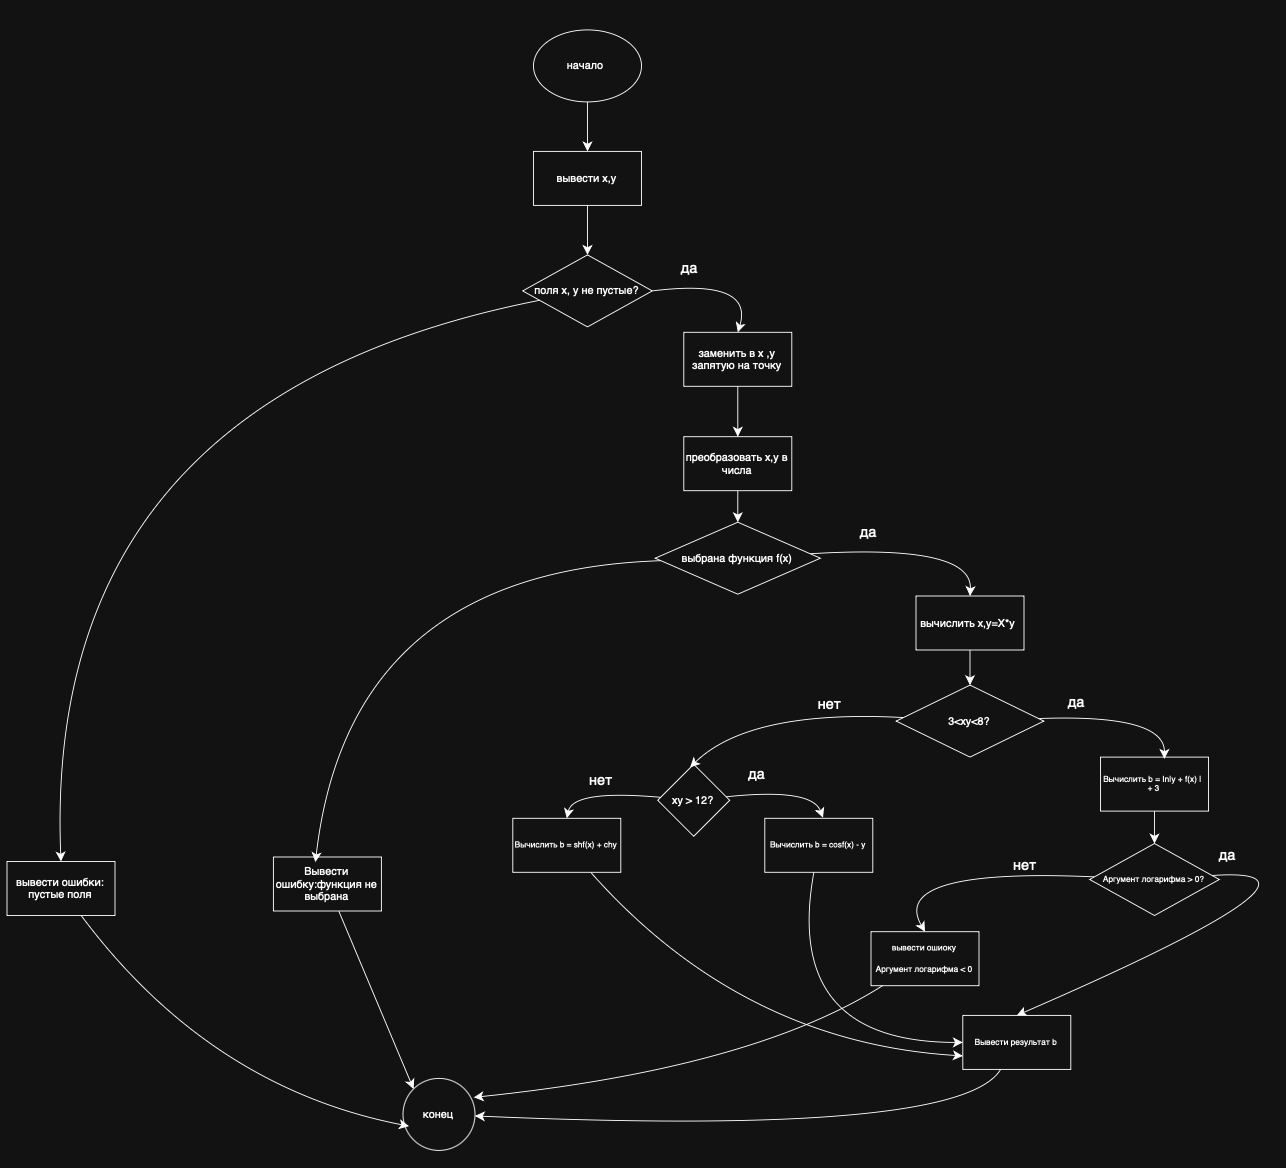 начало
вывести x,y
поля x, y не пустые?
да
заменить в x ,y
запятую на точку
преобразовать x,y в
числа
выбрана функция f(x)
да
вычислить x,y=X*y
3<xy<8?
нет
да
xy > 12?
нет
да
Вычислить b = ln|y + f(x) |
+ 3
Вычислить b = shf(x) + chy
Вычислить b = cosf(x) - y
Аргумент логарифма > 0?
нет
да
вывести ошибки:
пустые поля
Вывести
ошибку:функция не
выбрана
вывести ошиоку
Аргумент логарифма < 0
Вывести результат b
конец